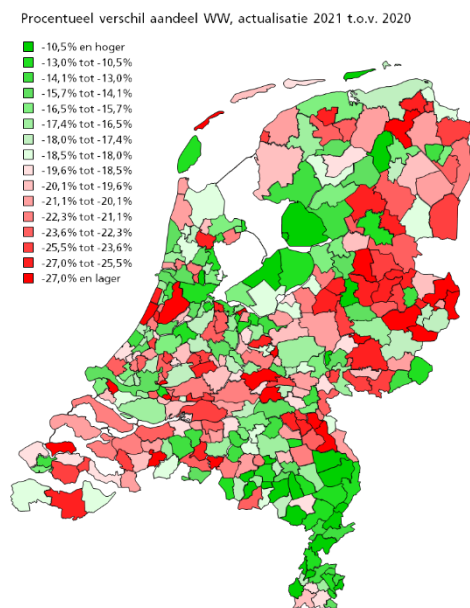 Procentueel verschil aandeel WW, actualisatie 2021 t.o.v. 2020
-10,5% en hoger
-13,0% tot -10,5%
-14,1% tot -13,0%
-15,7% tot -14,1%
-16,5% tot -15,7%
-17,4% tot -16,5%
-18,0% tot -17,4%
-18,5% tot -18,0%
-19,6% tot -18,5%
-20,1% tot -19,6%
-21,1% tot -20,1%
-22,3% tot -21,1%
-23,6% tot -22,3%
-25,5% tot -23,6%
-27,0% tot -25,5%
-27,0% en lager